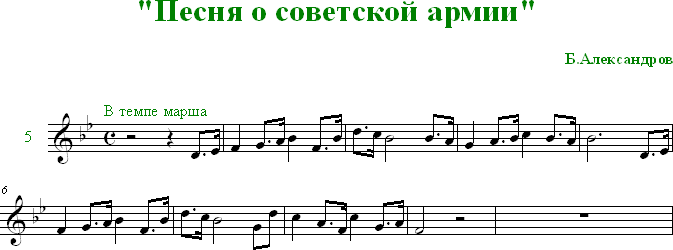 "Песня о советской армии"
Б.Александров
В темпе марша
5
6